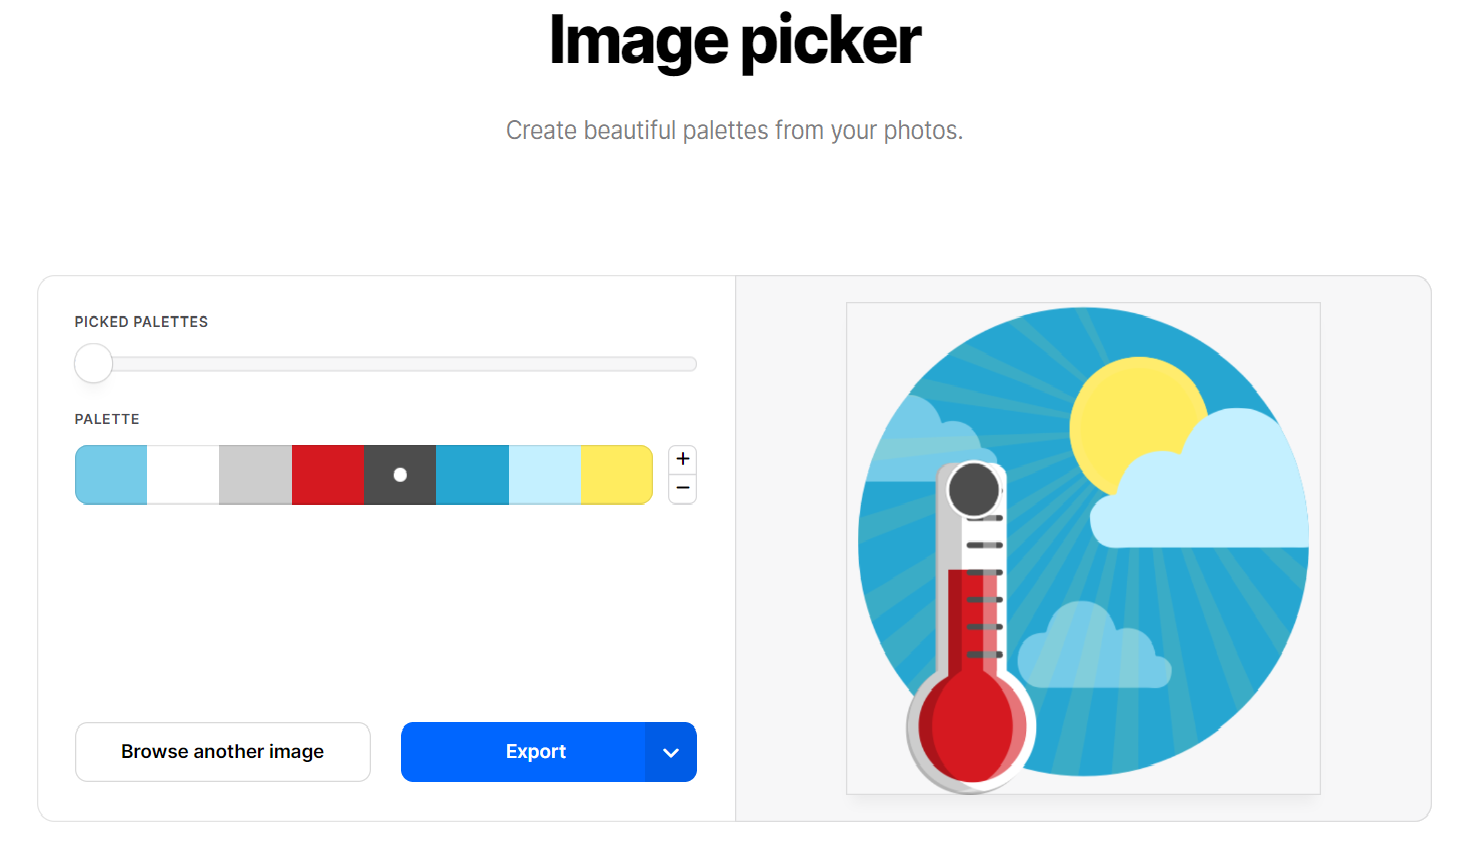 Image picker
Create beautiful palettes from your photos.
PICKED PALETTES
PALETTE
+
−
Browse another image
Export